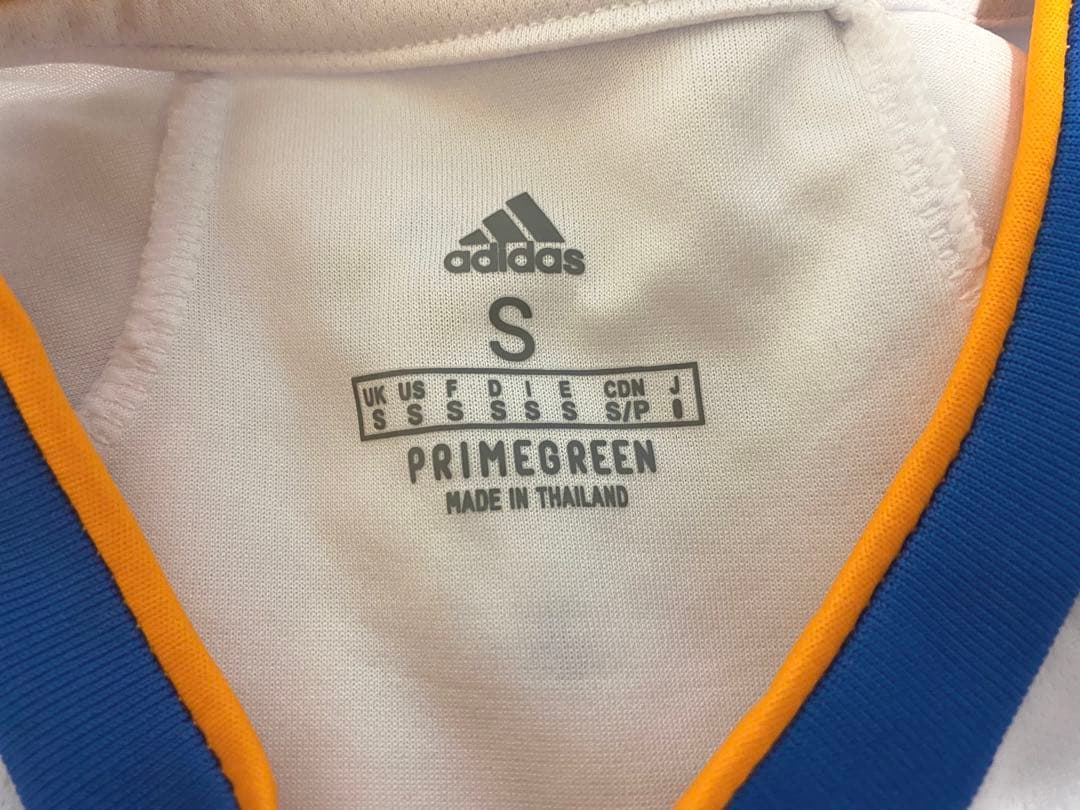 adidas
S
UK US F D I E CDN J
S S S S S S S/P
PRIMEGREEN
MADE IN THAILAND